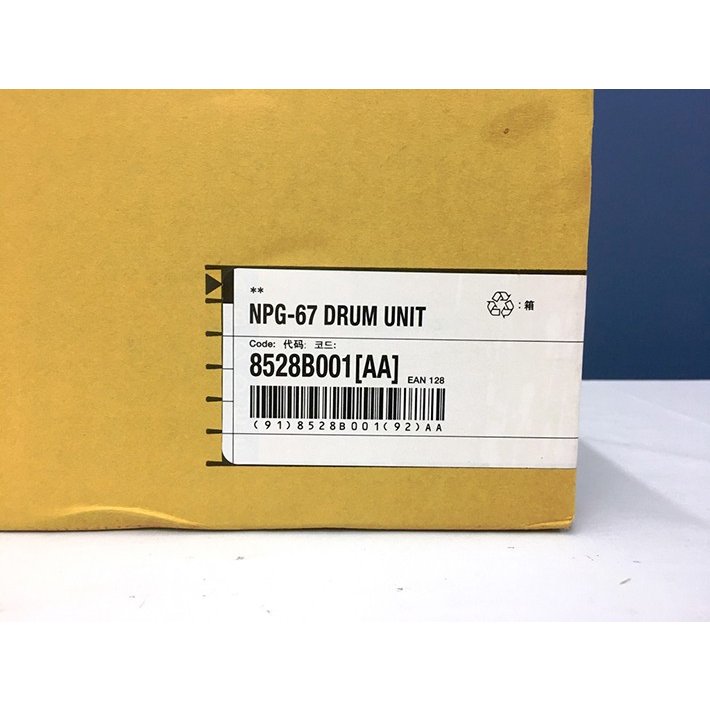 **
NPG-67 DRUM UNIT
:箱
Code: 代码: 코드:
8528B001[AA]
EAN 128
(91)8528B001(92)AA